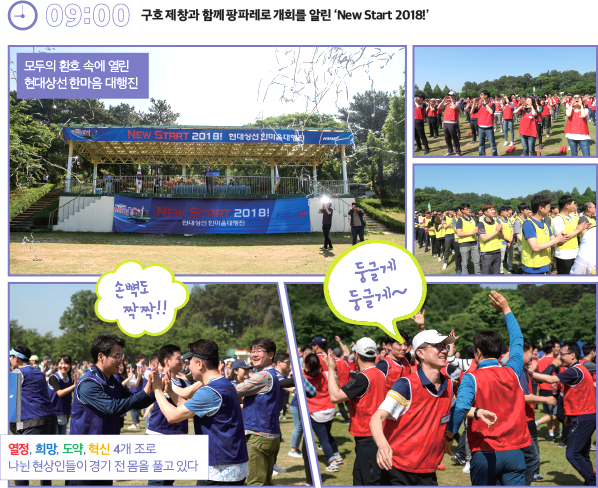 09:00 구호 제창과 함께 팡파레로 개회를 알린 ‘New Start 2018!’
모두의 환호 속에 열린
현대상선 한마음 대행진
NEW START 2018! 현대상선 한마음대행진
NEW START 2018!
현대상선 한마음대행진
손뼉도
짝짝!!
둥글게
둥글게~
열정, 희망, 도약, 혁신 4개 조로
나뉜 현상인들이 경기 전 몸을 풀고 있다